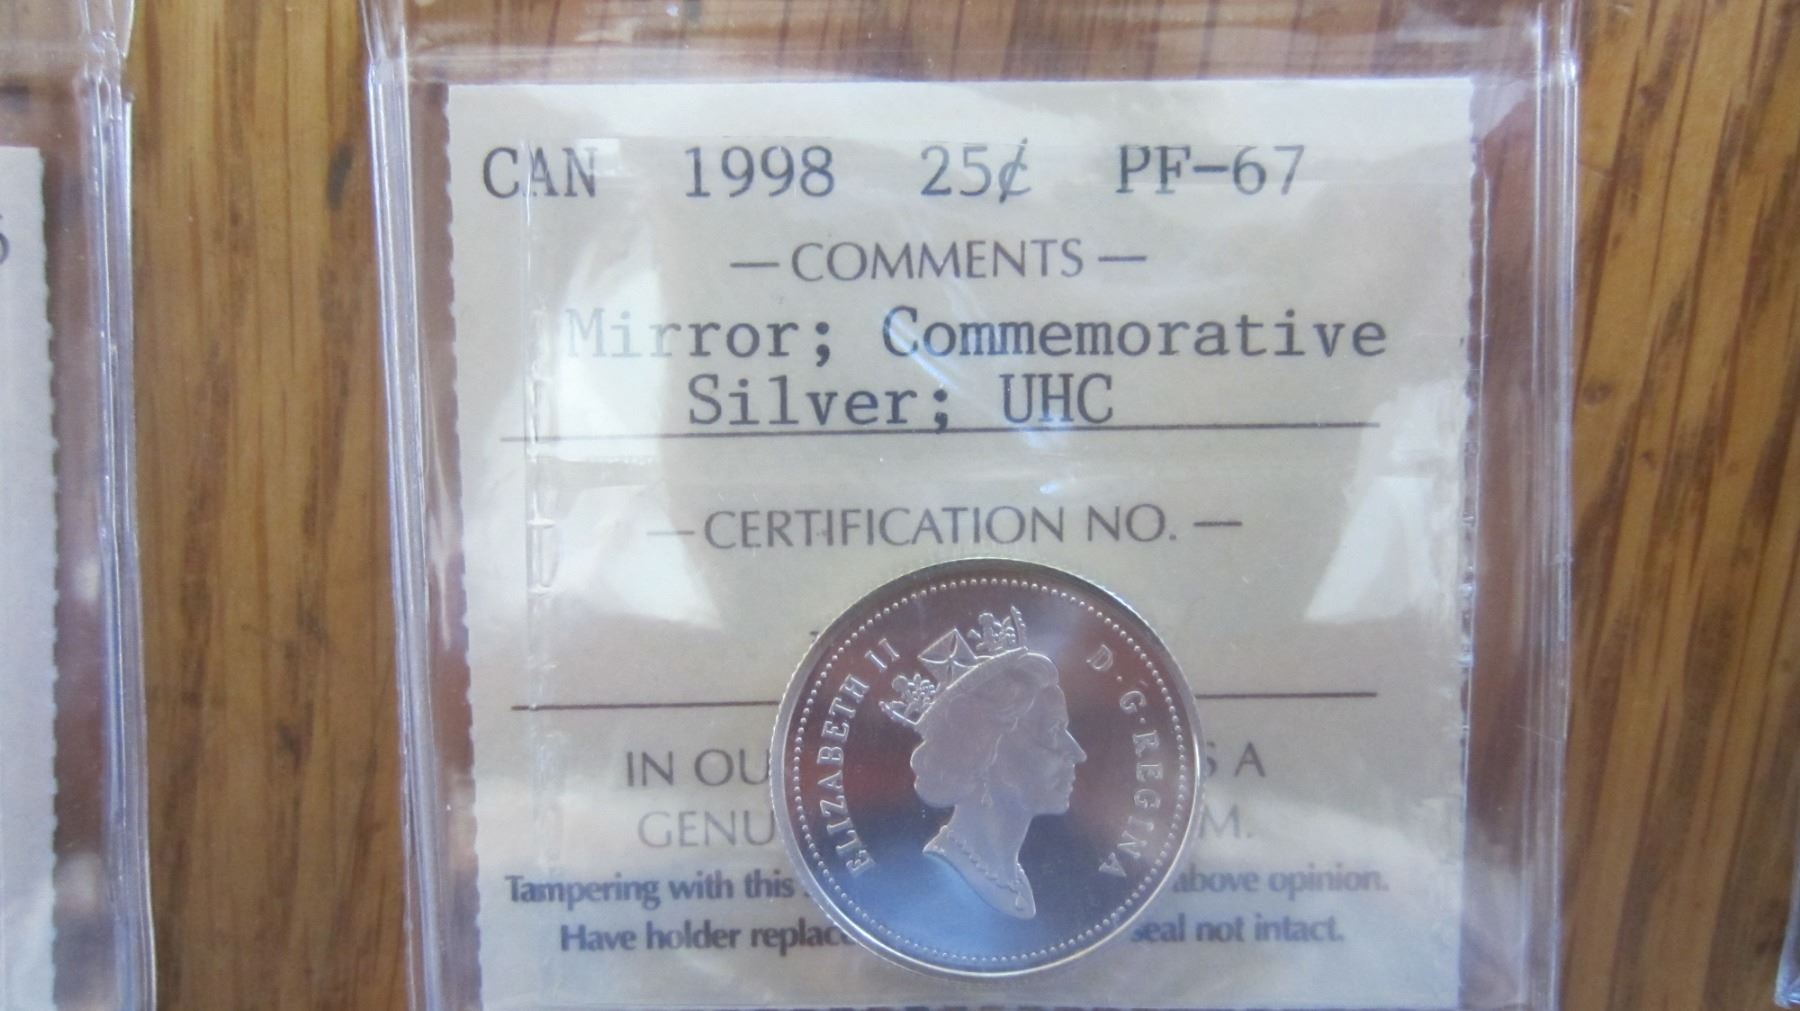 CAN 1998 25¢ PF-67
— COMMENTS —
Mirror; Commemorative
Silver; UHC
— CERTIFICATION NO. —
ELIZABETH II D·G·REGINA
IN OU S A
GENU M.
Tampering with this above opinion.
Have holder replace seal not intact.